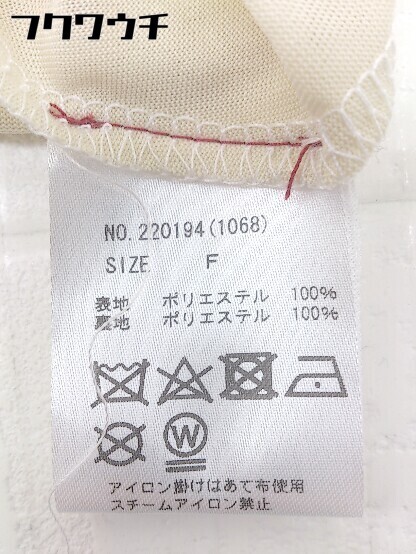 フクワウチ
NO. 220194(1068)
SIZE F
表地 ポリエステル 100%
裏地 ポリエステル 100%
W
アイロン掛けはあて布使用
スチームアイロン禁止